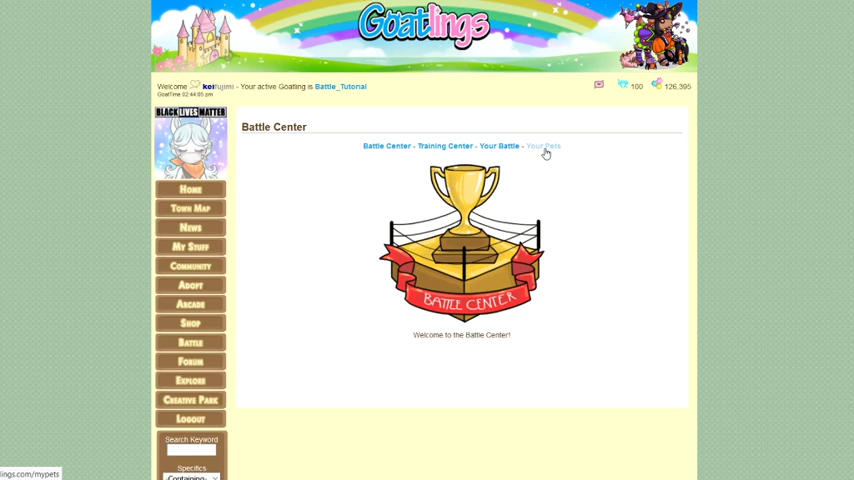 Goatlings
Welcome keifujimi - Your active Goatling is Battle_Tutorial
100 126,395
GoatTime 02:44:05 pm
BLACK LIVES MATTER
Battle Center
Battle Center - Training Center - Your Battle - Your Pets
HOME
TOWN MAP
NEWS
MY STUFF
COMMUNITY
ADOPT
ARCADE
SHOP
BATTLE
FORUM
EXPLORE
CREATIVE PARK
LOGOUT
BATTLE CENTER
Welcome to the Battle Center!
Search Keyword
Specifics
-Containing-
lings.com/mypets